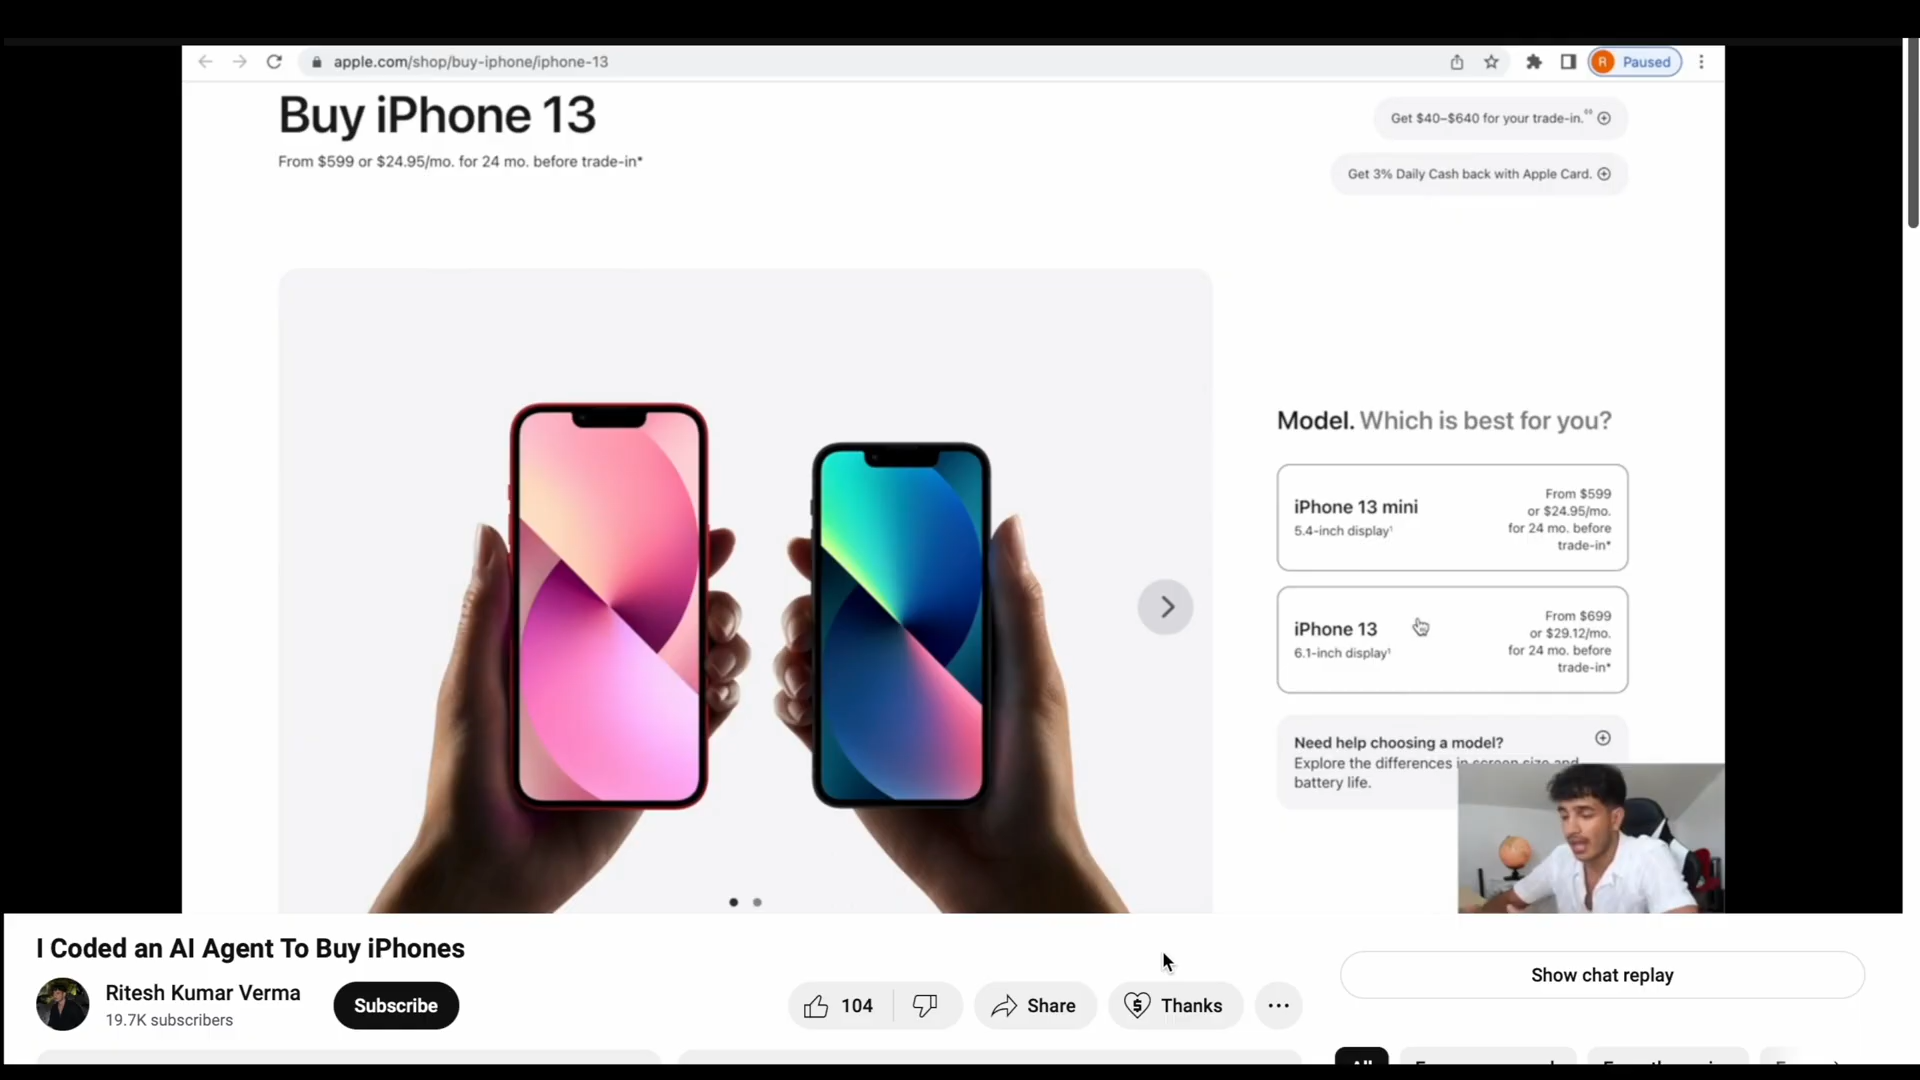 apple.com/shop/buy-iphone/iphone-13
R Paused
Buy iPhone 13
From $599 or $24.95/mo. for 24 mo. before trade-in*
Get $40–$640 for your trade-in.◊◊
Get 3% Daily Cash back with Apple Card.
Model. Which is best for you?
iPhone 13 mini
5.4-inch display¹
From $599
or $24.95/mo.
for 24 mo. before
trade-in*
iPhone 13
6.1-inch display¹
From $699
or $29.12/mo.
for 24 mo. before
trade-in*
Need help choosing a model?
Explore the differences in screen size and
battery life.
I Coded an AI Agent To Buy iPhones
Ritesh Kumar Verma
19.7K subscribers
Subscribe
104
Share
Thanks
Show chat replay
All